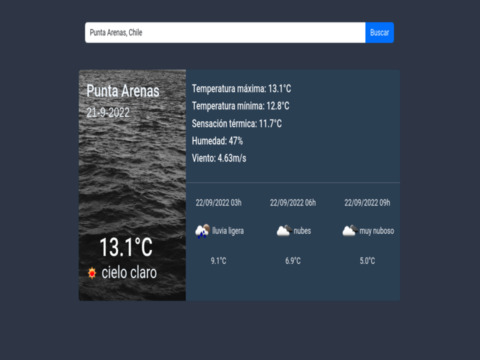 Punta Arenas, Chile
Buscar
Punta Arenas
21-9-2022
13.1°C
cielo claro
Temperatura máxima: 13.1°C
Temperatura mínima: 12.8°C
Sensación térmica: 11.7°C
Humedad: 47%
Viento: 4.63m/s
22/09/2022 03h
lluvia ligera
9.1°C
22/09/2022 06h
nubes
6.9°C
22/09/2022 09h
muy nuboso
5.0°C